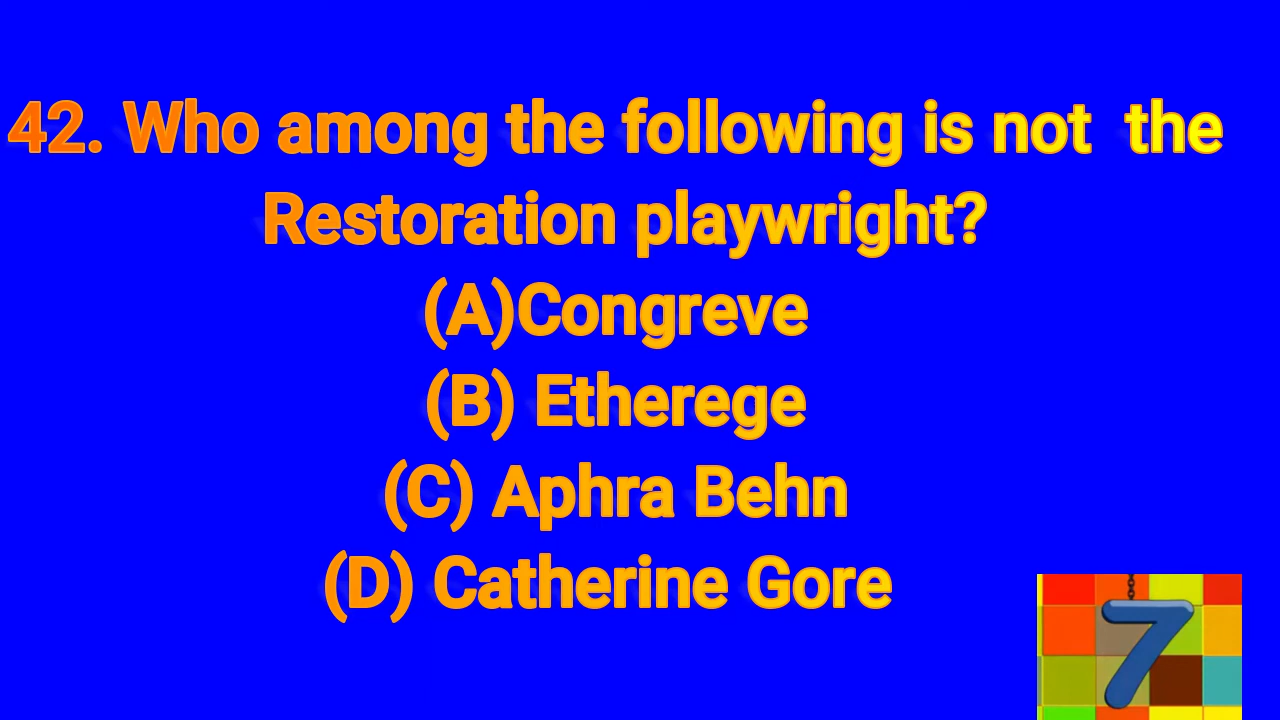 42. Who among the following is not the
Restoration playwright?
(A)Congreve
(B) Etherege
(C) Aphra Behn
(D) Catherine Gore
7